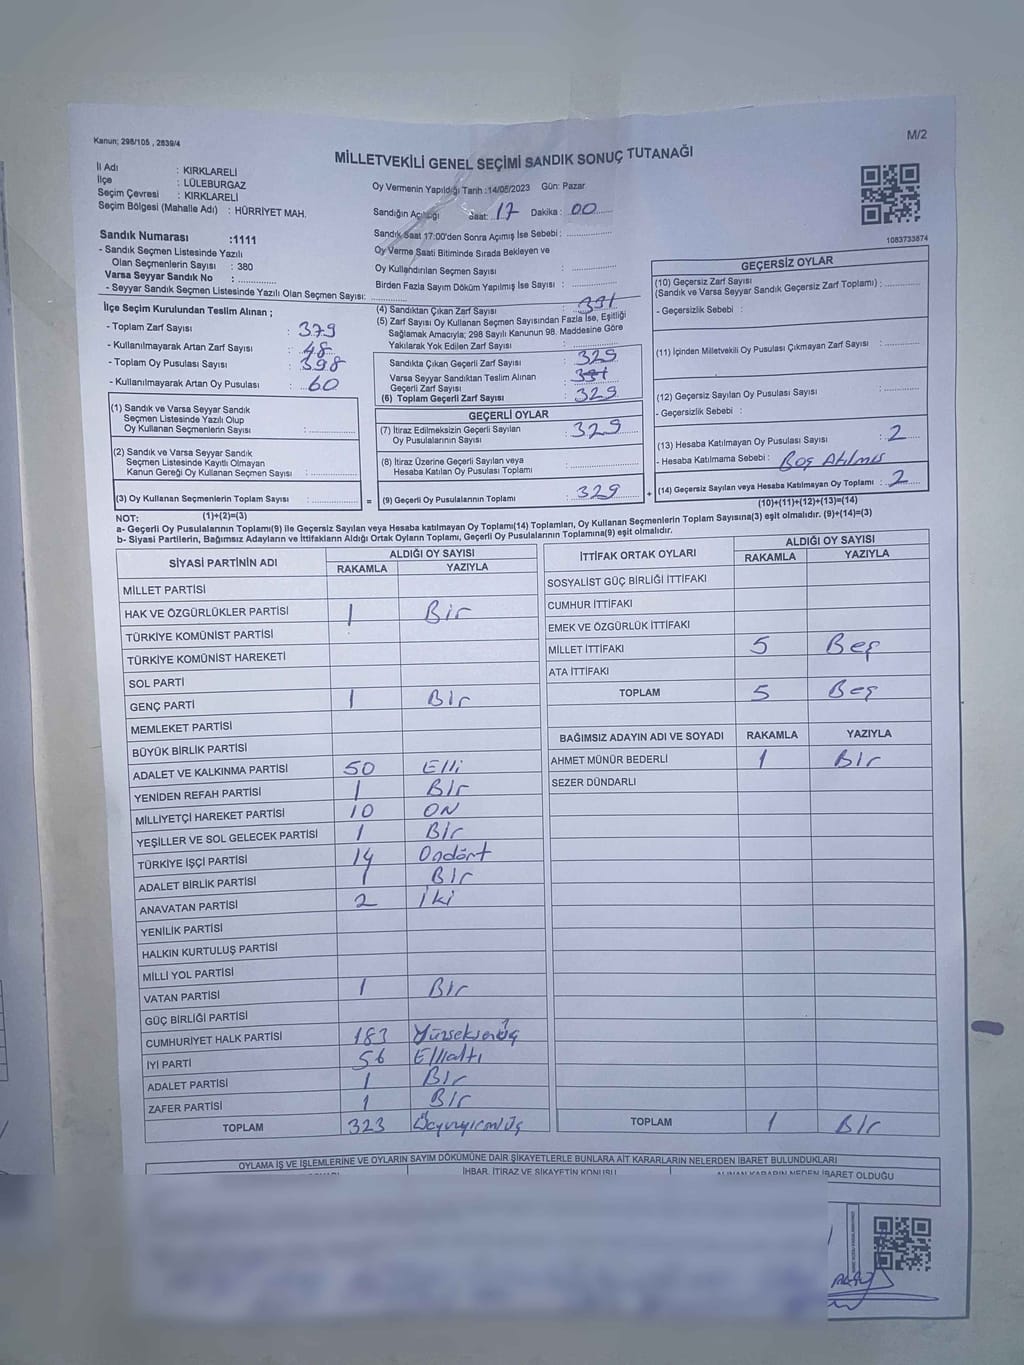 Kanun; 298/105 , 2839/4
M/2
MİLLETVEKİLİ GENEL SEÇİMİ SANDIK SONUÇ TUTANAĞI
İl Adı : KIRKLARELİ
İlçe : LÜLEBURGAZ
Seçim Çevresi : KIRKLARELİ
Seçim Bölgesi (Mahalle Adı) : HÜRRİYET MAH.
Oy Vermenin Yapıldığı Tarih :14/05/2023 Gün: Pazar
Sandığın Açıldığı Saat: 17 Dakika : 00
Sandık Saat 17:00'den Sonra Açımış İse Sebebi :
Oy Verme Saati Bitiminde Sırada Bekleyen ve
Oy Kullandırılan Seçmen Sayısı :
Birden Fazla Sayım Döküm Yapılmış İse Sayısı :
1083733874
Sandık Numarası :1111
- Sandık Seçmen Listesinde Yazılı
Olan Seçmenlerin Sayısı : 380
Varsa Seyyar Sandık No :
- Seyyar Sandık Seçmen Listesinde Yazılı Olan Seçmen Sayısı:
İlçe Seçim Kurulundan Teslim Alınan ;
- Toplam Zarf Sayısı : 379
- Kullanılmayarak Artan Zarf Sayısı : 48
- Toplam Oy Pusulası Sayısı : 398
- Kullanılmayarak Artan Oy Pusulası : 60
(1) Sandık ve Varsa Seyyar Sandık
Seçmen Listesinde Yazılı Olup
Oy Kullanan Seçmenlerin Sayısı :
(2) Sandık ve Varsa Seyyar Sandık
Seçmen Listesinde Kayıtlı Olmayan
Kanun Gereği Oy Kullanan Seçmen Sayısı :
(3) Oy Kullanan Seçmenlerin Toplam Sayısı :
(4) Sandıktan Çıkan Zarf Sayısı : 331
(5) Zarf Sayısı Oy Kullanan Seçmen Sayısından Fazla İse, Eşitliği
Sağlamak Amacıyla; 298 Sayılı Kanunun 98. Maddesine Göre
Yakılarak Yok Edilen Zarf Sayısı :
Sandıkta Çıkan Geçerli Zarf Sayısı : 329
Varsa Seyyar Sandıktan Teslim Alınan
Geçerli Zarf Sayısı : 331
(6) Toplam Geçerli Zarf Sayısı : 329
GEÇERLİ OYLAR
(7) İtiraz Edilmeksizin Geçerli Sayılan
Oy Pusulalarının Sayısı : 329
(8) İtiraz Üzerine Geçerli Sayılan veya
Hesaba Katılan Oy Pusulası Toplamı :
= (9) Geçerli Oy Pusulalarının Toplamı : 329 +
GEÇERSİZ OYLAR
(10) Geçersiz Zarf Sayısı
(Sandık ve Varsa Seyyar Sandık Geçersiz Zarf Toplamı) :
- Geçersizlik Sebebi :
(11) İçinden Milletvekili Oy Pusulası Çıkmayan Zarf Sayısı :
(12) Geçersiz Sayılan Oy Pusulası Sayısı :
- Geçersizlik Sebebi :
(13) Hesaba Katılmayan Oy Pusulası Sayısı : 2
- Hesaba Katılmama Sebebi : Boş Atılmış
(14) Geçersiz Sayılan veya Hesaba Katılmayan Oy Toplamı : 2
(1)+(2)=(3)
(10)+(11)+(12)+(13)=(14)
NOT:
a- Geçerli Oy Pusulalarının Toplamı(9) ile Geçersiz Sayılan veya Hesaba katılmayan Oy Toplamı(14) Toplamları, Oy Kullanan Seçmenlerin Toplam Sayısına(3) eşit olmalıdır. (9)+(14)=(3)
b- Siyasi Partilerin, Bağımsız Adayların ve İttifakların Aldığı Ortak Oyların Toplamı, Geçerli Oy Pusulalarının Toplamına(9) eşit olmalıdır.
SİYASİ PARTİNİN ADI
ALDIĞI OY SAYISI
RAKAMLA YAZIYLA
MİLLET PARTİSİ
HAK VE ÖZGÜRLÜKLER PARTİSİ 1 Bir
TÜRKİYE KOMÜNİST PARTİSİ
TÜRKİYE KOMÜNİST HAREKETİ
SOL PARTİ
GENÇ PARTİ 1 Bir
MEMLEKET PARTİSİ
BÜYÜK BİRLİK PARTİSİ
ADALET VE KALKINMA PARTİSİ 50 Elli
YENİDEN REFAH PARTİSİ 1 Bir
MİLLİYETÇİ HAREKET PARTİSİ 10 ON
YEŞİLLER VE SOL GELECEK PARTİSİ 1 Bir
TÜRKİYE İŞÇİ PARTİSİ 14 Ondört
ADALET BİRLİK PARTİSİ 1 Bir
ANAVATAN PARTİSİ 2 İki
YENİLİK PARTİSİ
HALKIN KURTULUŞ PARTİSİ
MİLLİ YOL PARTİSİ
VATAN PARTİSİ 1 Bir
GÜÇ BİRLİĞİ PARTİSİ
CUMHURİYET HALK PARTİSİ 183 Yüzseksenüç
İYİ PARTİ 56 Ellialtı
ADALET PARTİSİ 1 Bir
ZAFER PARTİSİ 1 Bir
TOPLAM 323 Üçyüzyirmiüç
İTTİFAK ORTAK OYLARI
ALDIĞI OY SAYISI
RAKAMLA YAZIYLA
SOSYALİST GÜÇ BİRLİĞİ İTTİFAKI
CUMHUR İTTİFAKI
EMEK VE ÖZGÜRLÜK İTTİFAKI
MİLLET İTTİFAKI 5 Beş
ATA İTTİFAKI
TOPLAM 5 Beş
BAĞIMSIZ ADAYIN ADI VE SOYADI RAKAMLA YAZIYLA
AHMET MÜNÜR BEDERLİ 1 Bir
SEZER DÜNDARLI
TOPLAM 1 Bir
OYLAMA İŞ VE İŞLEMLERİNE VE OYLARIN SAYIM DÖKÜMÜNE DAİR ŞİKAYETLERLE BUNLARA AİT KARARLARIN NELERDEN İBARET BULUNDUKLARI
İHBAR, İTİRAZ VE ŞİKAYETİN KONUSU
ALINAN KARARIN NEDEN İBARET OLDUĞU